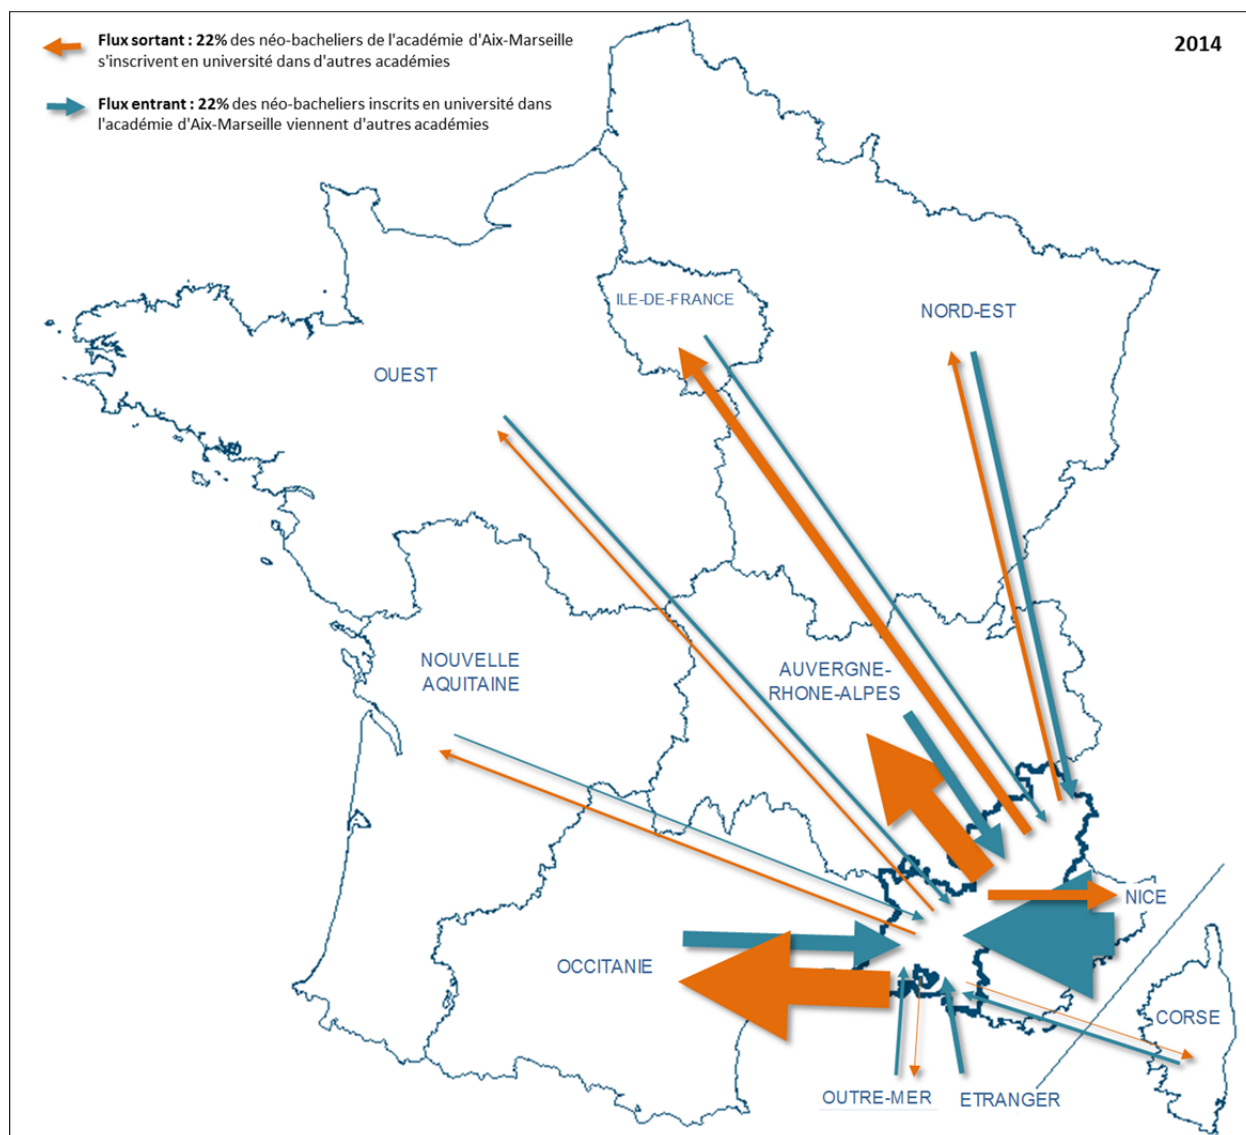 Flux sortant : 22% des néo-bacheliers de l'académie d'Aix-Marseille
s'inscrivent en université dans d'autres académies
2014
Flux entrant : 22% des néo-bacheliers inscrits en université dans
l'académie d'Aix-Marseille viennent d'autres académies
ILE-DE-FRANCE
NORD-EST
OUEST
NOUVELLE
AQUITAINE
AUVERGNE-
RHONE-ALPES
NICE
OCCITANIE
CORSE
OUTRE-MER
ETRANGER